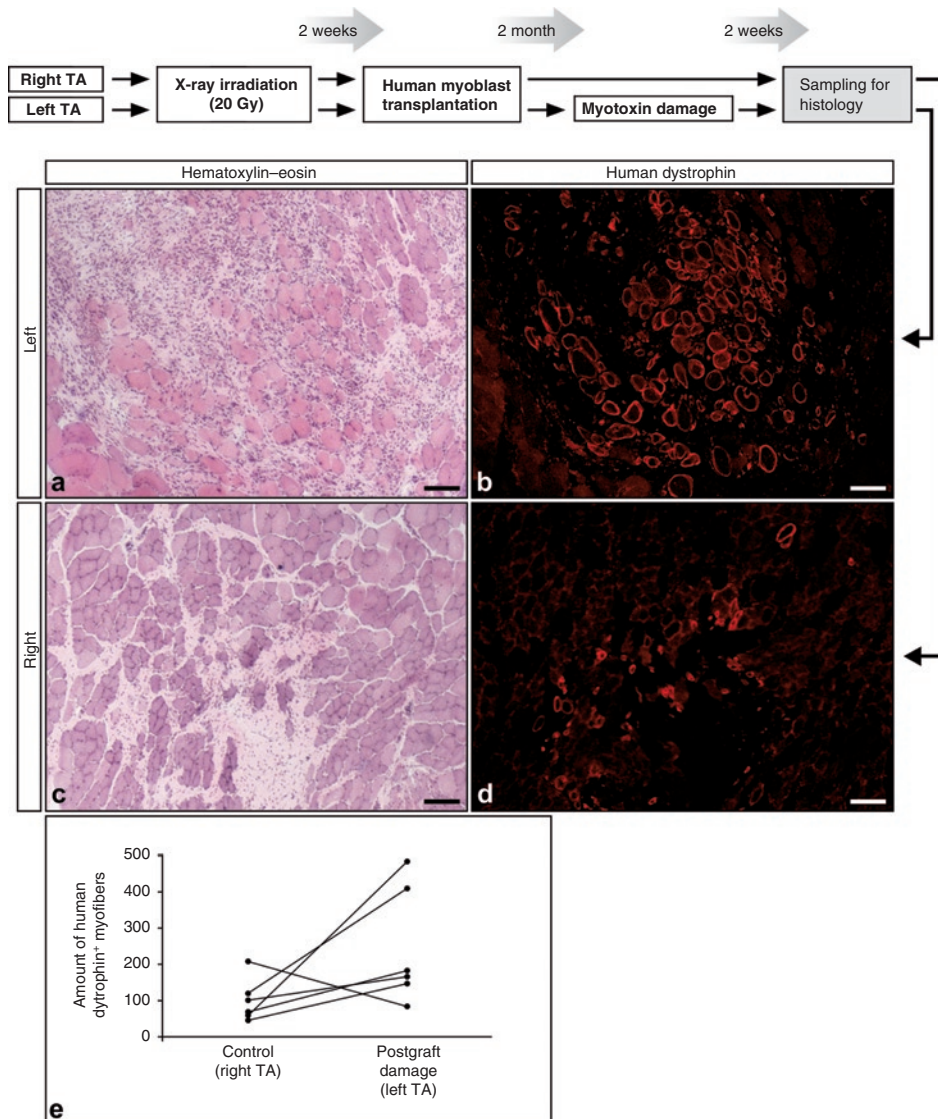 2 weeks
2 month
2 weeks
Right TA
Left TA
X-ray irradiation
(20 Gy)
Human myoblast
transplantation
Myotoxin damage
Sampling for
histology
Hematoxylin–eosin
Human dystrophin
Left
a
b
Right
c
d
Amount of human
dytrophin⁺ myofibers
500
400
300
200
100
0
Control
(right TA)
Postgraft
damage
(left TA)
e